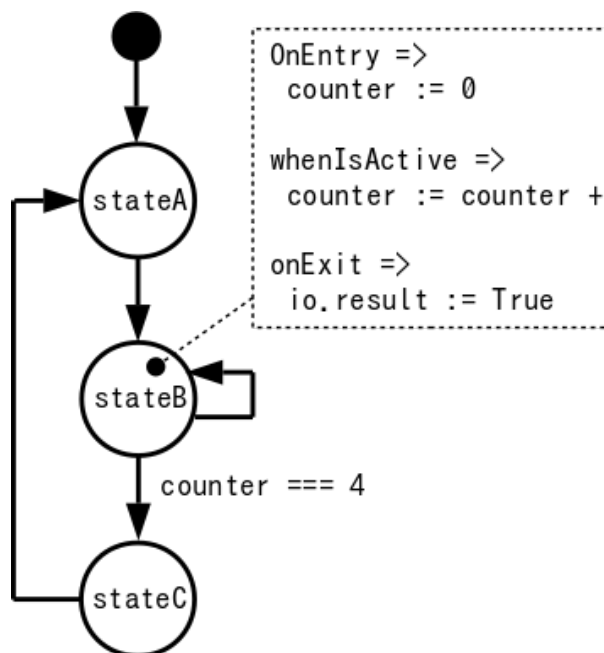 OnEntry =>
counter := 0
whenIsActive =>
counter := counter +
onExit =>
io.result := True
stateA
stateB
counter === 4
stateC